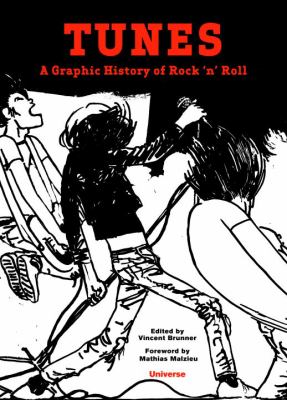 TUNES
A Graphic History of Rock 'n' Roll
Edited by
Vincent Brunner
Foreword by
Mathias Malzieu
Universe